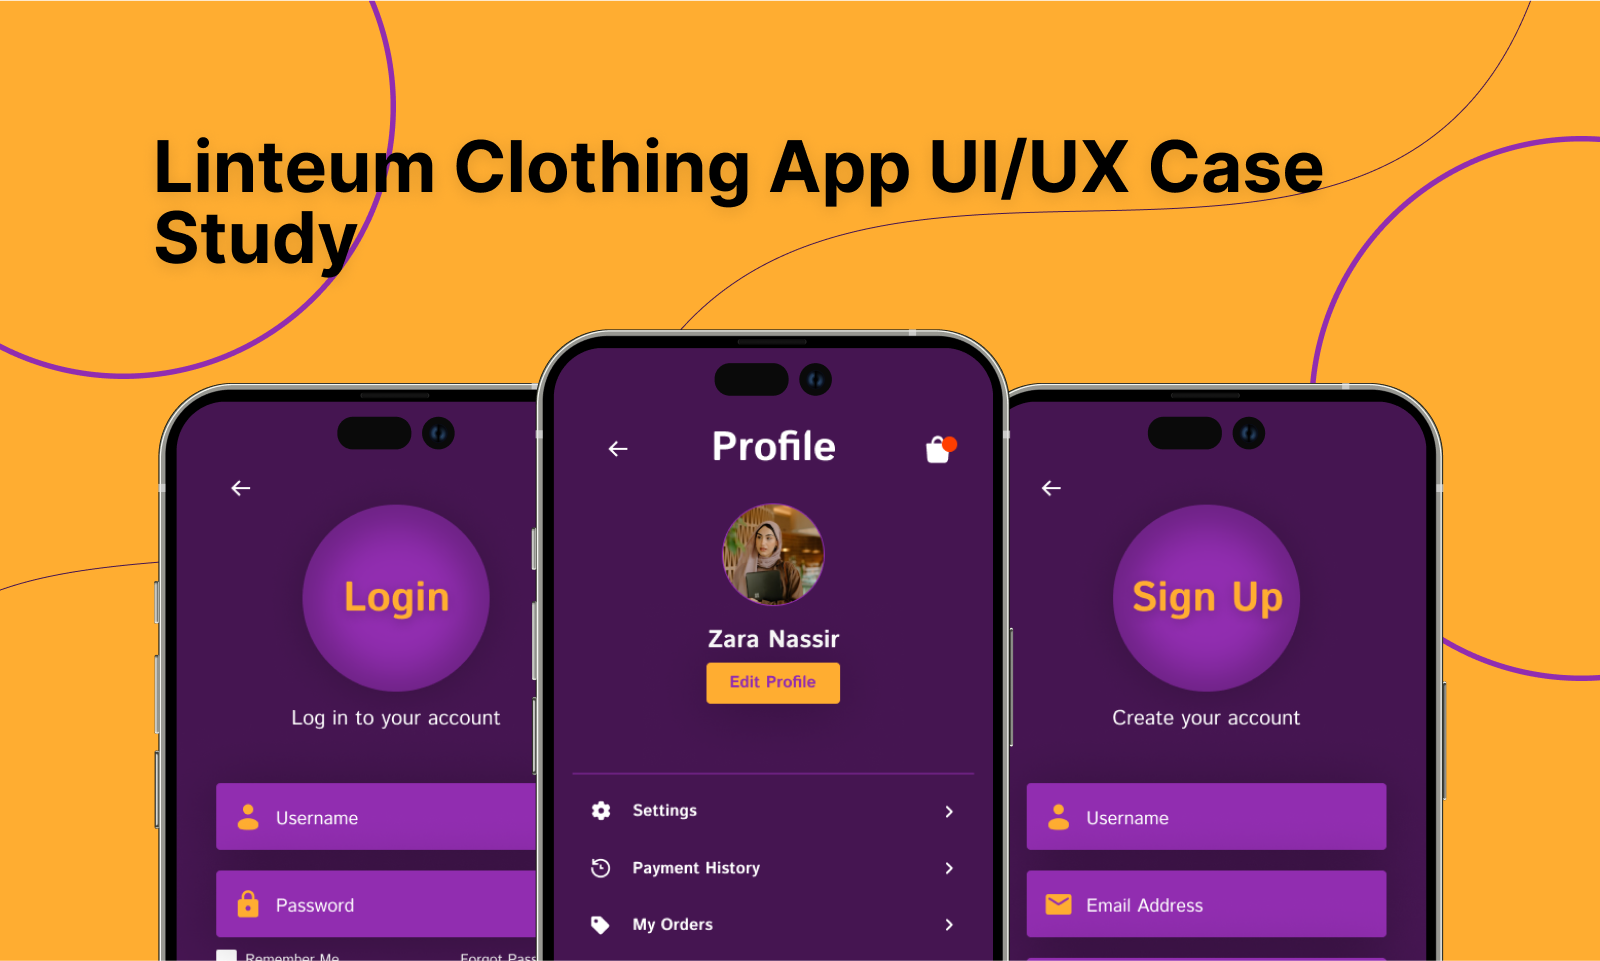 Linteum Clothing App UI/UX Case
Study
Login
Log in to your account
Username
Password
Remember Me
Forgot Pass
Profile
Zara Nassir
Edit Profile
Settings
Payment History
My Orders
Sign Up
Create your account
Username
Email Address